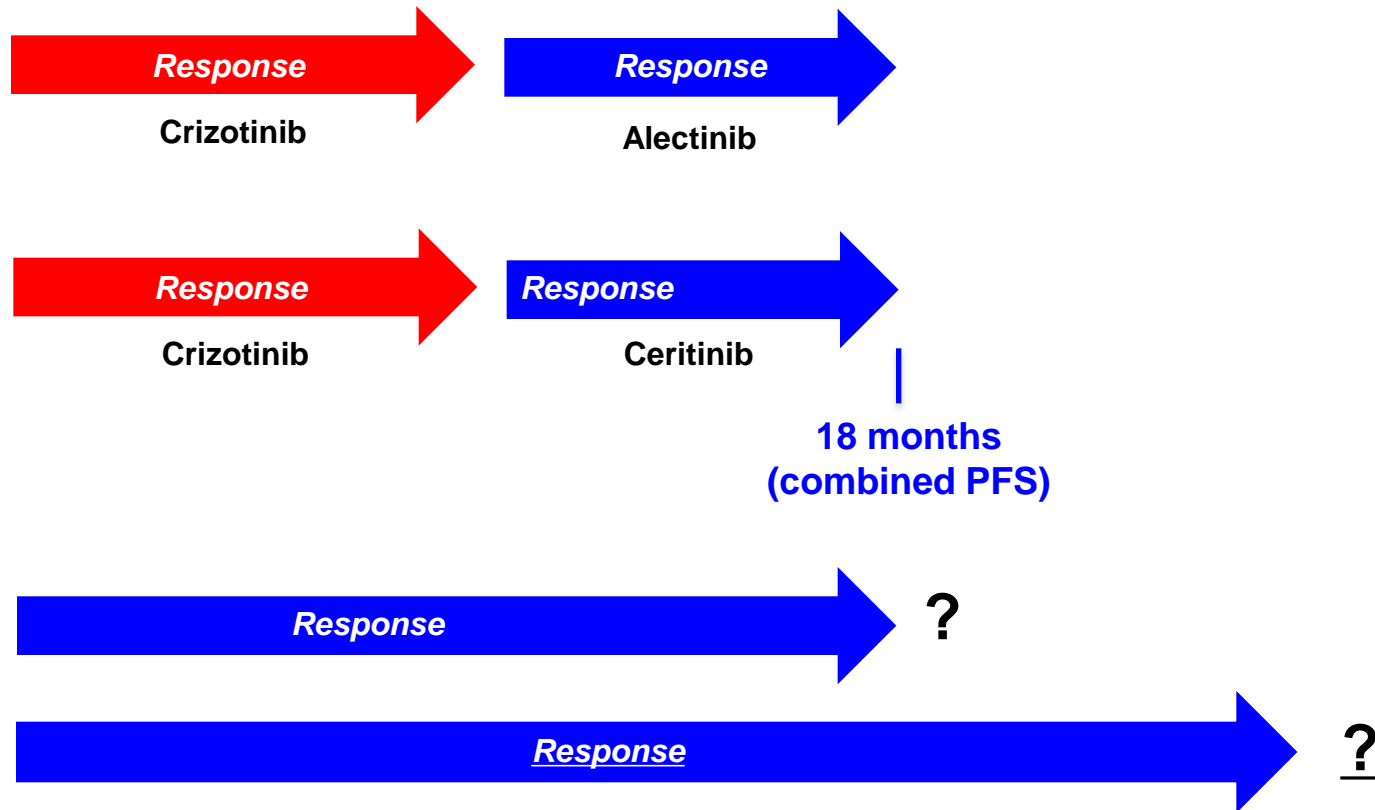 Response
Response
Crizotinib
Alectinib
Response
Response
Crizotinib
Ceritinib
18 months
(combined PFS)
Response
?
Response
?